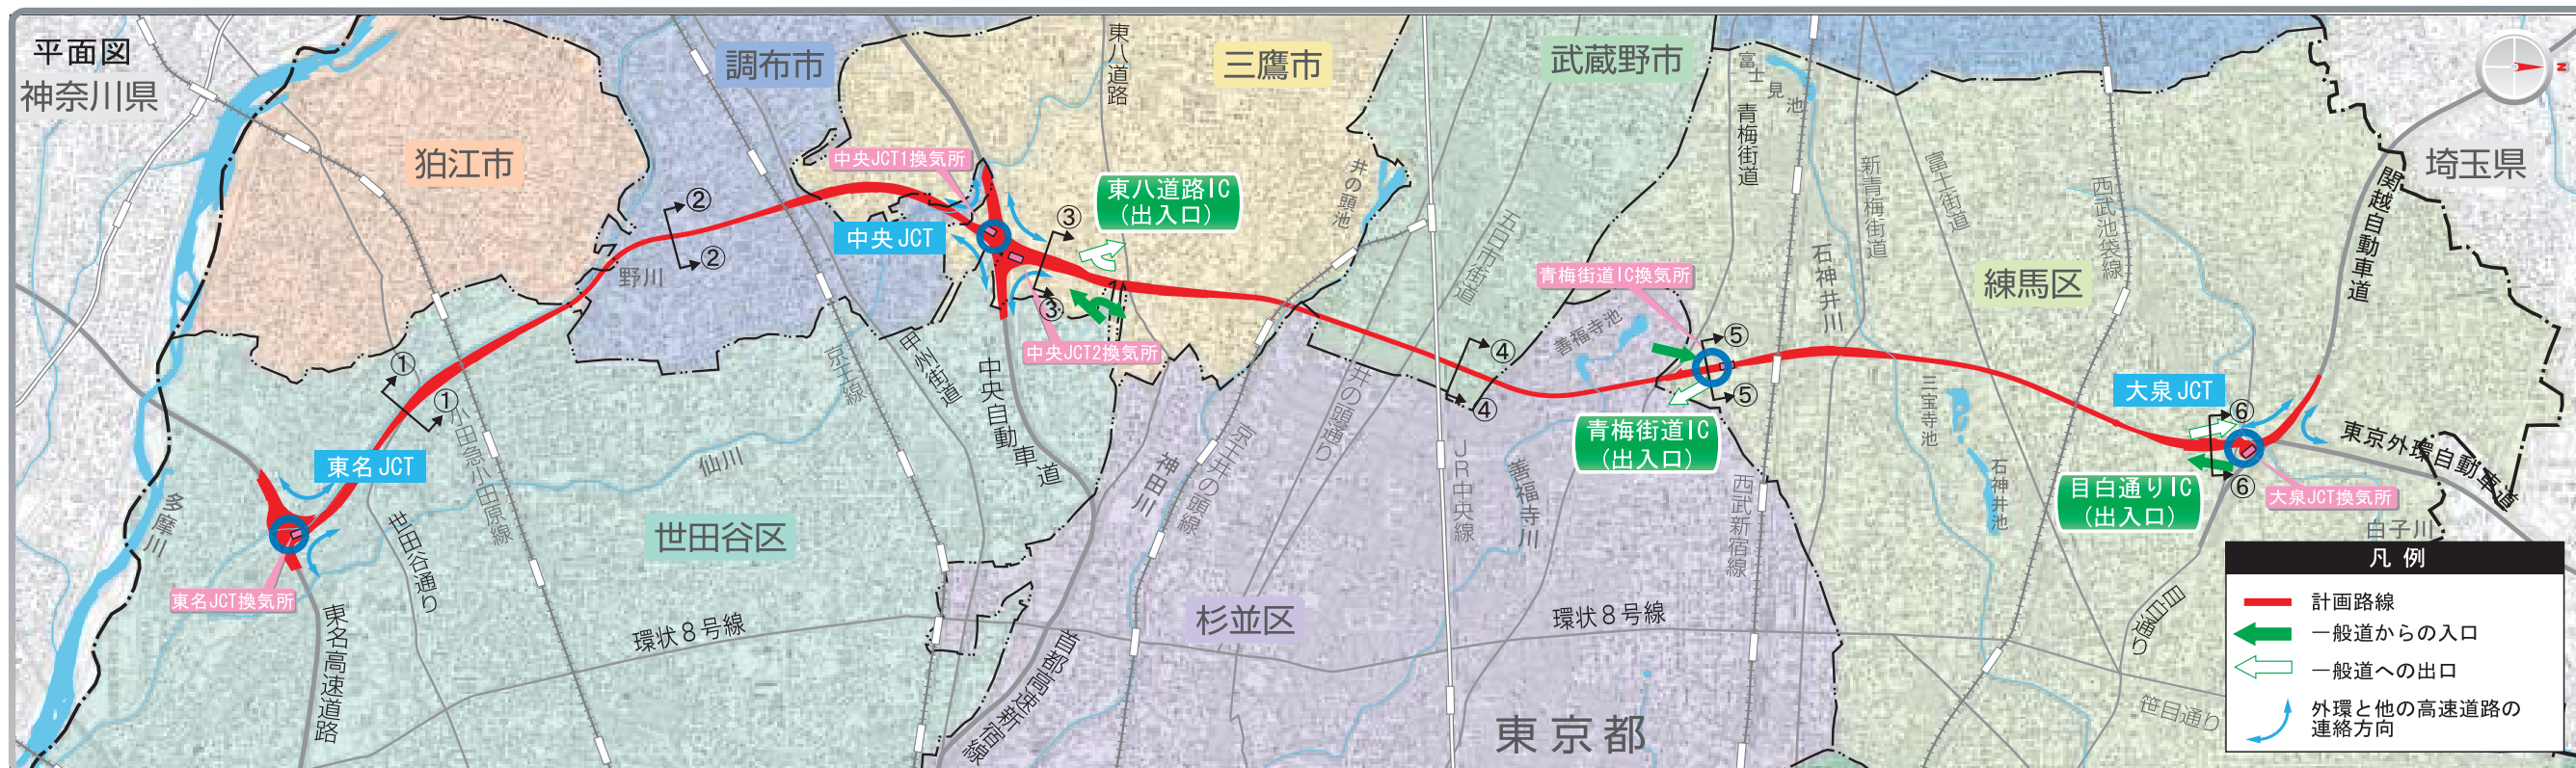 平面図
神奈川県
狛江市
調布市
三鷹市
武蔵野市
埼玉県
練馬区
世田谷区
杉並区
東京都
N
東八道路
富士見池
青梅街道
新青梅街道
富士街道
西武池袋線
関越自動車道
石神井川
井の頭池
五日市街道
中央JCT1換気所
東八道路IC
(出入口)
中央JCT
②
②
③
③
野川
中央JCT2換気所
青梅街道IC換気所
善福寺池
④
④
⑤
⑤
青梅街道IC
(出入口)
三宝寺池
石神井池
大泉JCT
⑥
⑥
東京外環自動車道
目白通りIC
(出入口)
大泉JCT換気所
白子川
①
①
東名JCT
小田急小田原線
京王線
甲州街道
中央自動車道
仙川
世田谷通り
多摩川
東名JCT換気所
東名高速道路
環状8号線
首都高速新宿線
神田川
京王井の頭線
井の頭通り
JR中央線
善福寺川
西武新宿線
環状8号線
目白通り
笹目通り
凡例
計画路線
一般道からの入口
一般道への出口
外環と他の高速道路の
連絡方向